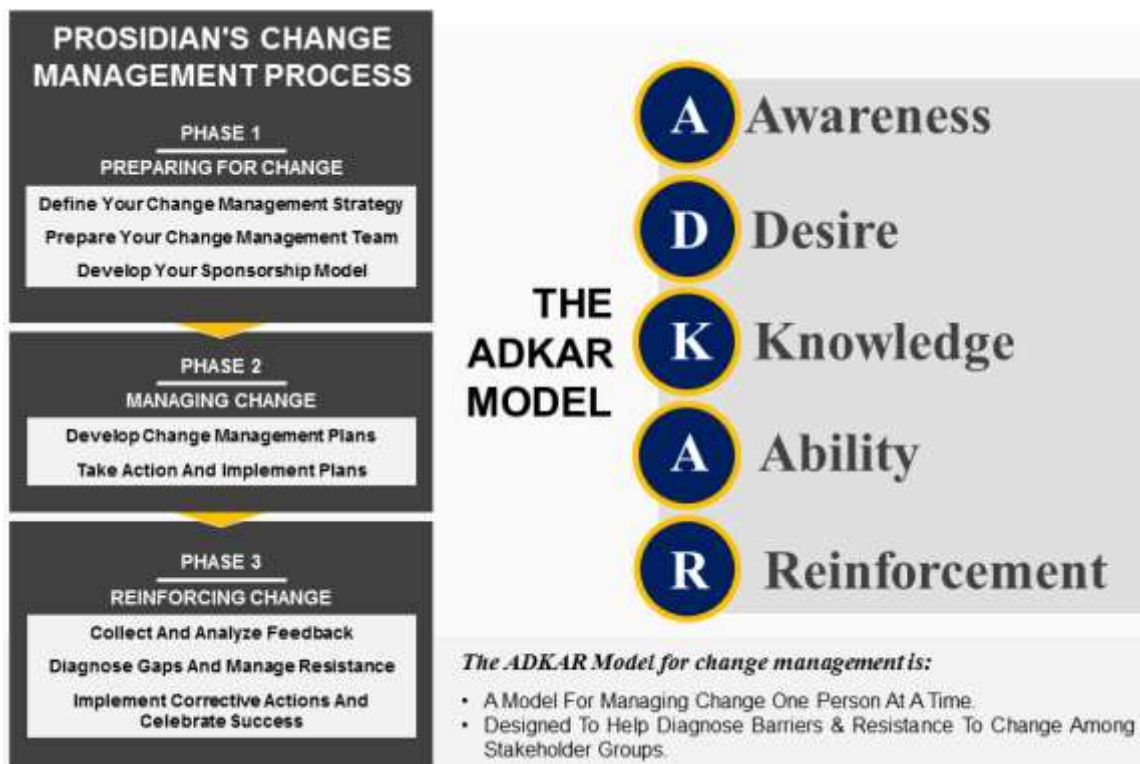 PROSIDIAN'S CHANGE
MANAGEMENT PROCESS
PHASE 1
PREPARING FOR CHANGE
Define Your Change Management Strategy
Prepare Your Change Management Team
Develop Your Sponsorship Model
PHASE 2
MANAGING CHANGE
Develop Change Management Plans
Take Action And Implement Plans
PHASE 3
REINFORCING CHANGE
Collect And Analyze Feedback
Diagnose Gaps And Manage Resistance
Implement Corrective Actions And
Celebrate Success
THE
ADKAR
MODEL
A Awareness
D Desire
K Knowledge
A Ability
R Reinforcement
The ADKAR Model for change management is:
• A Model For Managing Change One Person At A Time.
• Designed To Help Diagnose Barriers & Resistance To Change Among
Stakeholder Groups.